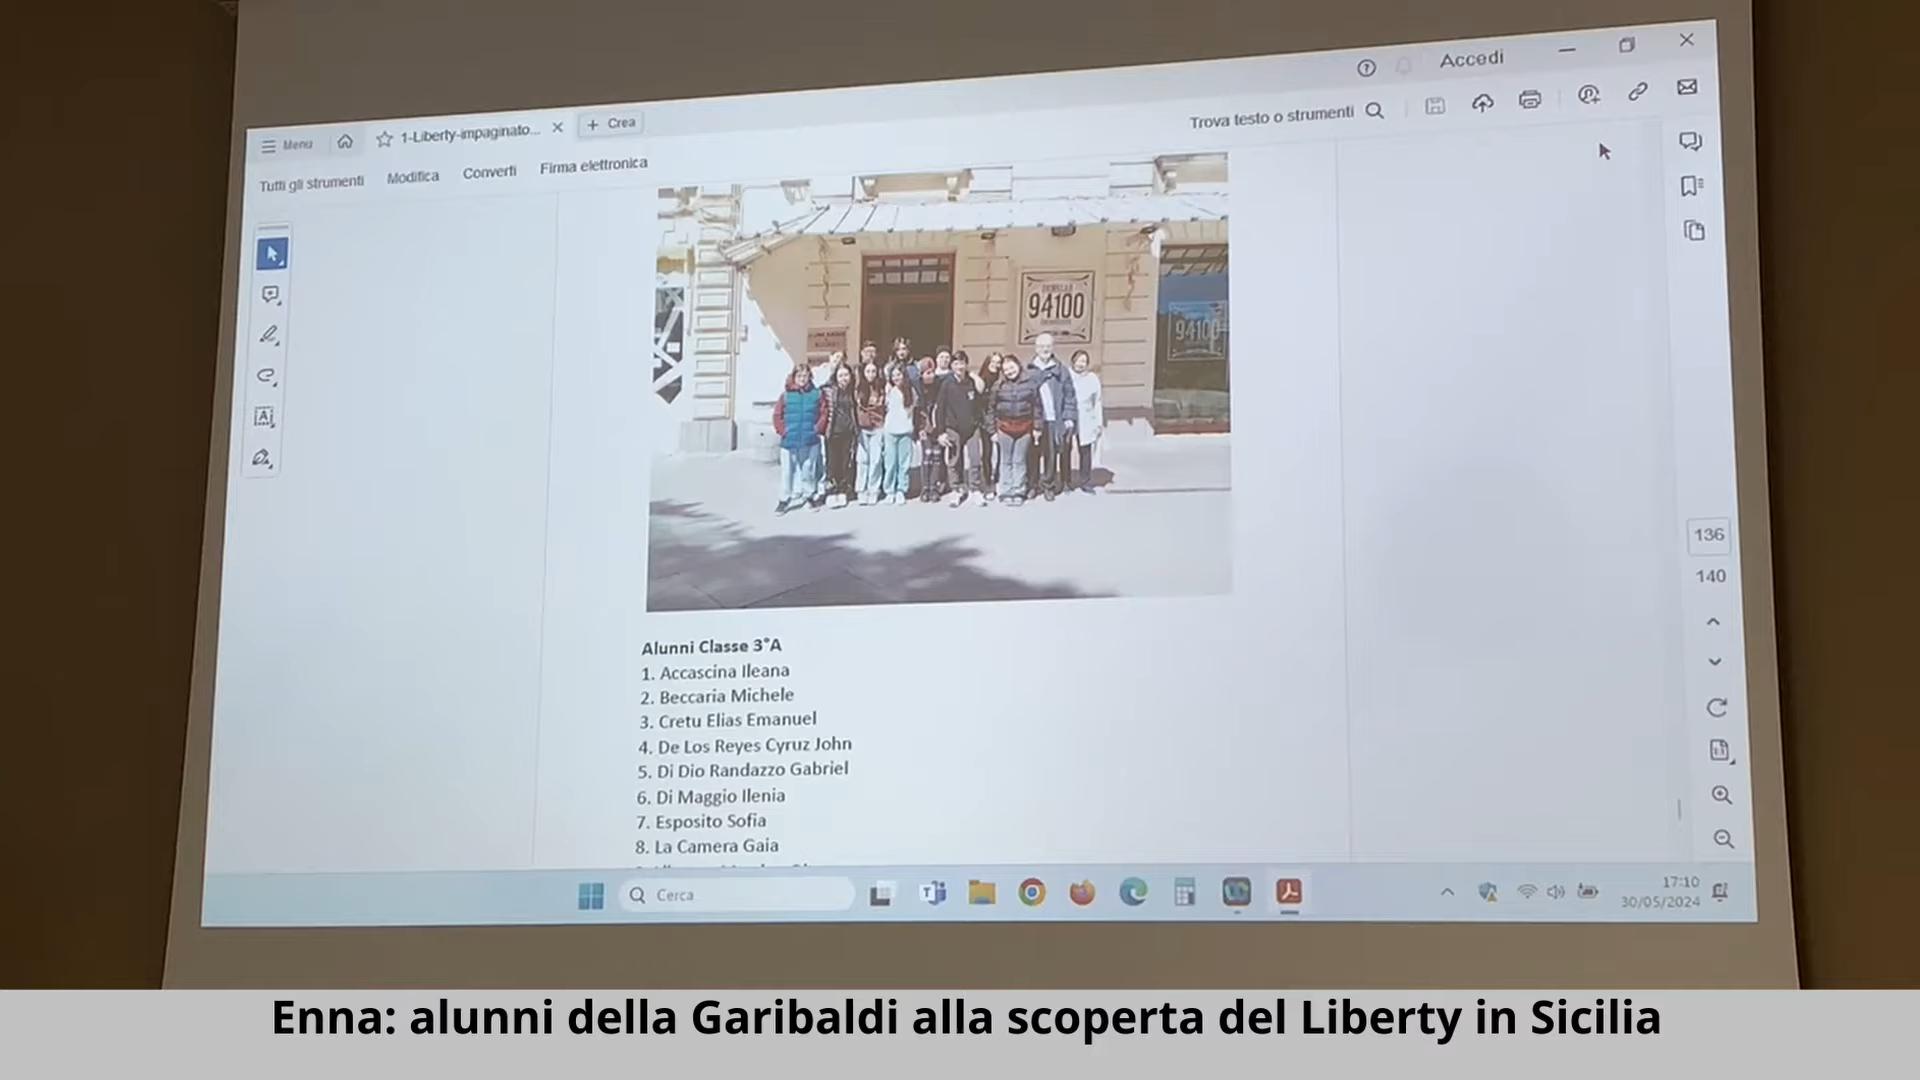 Accedi
Menu
1-Liberty-impaginato...
+ Crea
Trova testo o strumenti
Tutti gli strumenti
Modifica
Converti
Firma elettronica
94100
94100
136
140
Alunni Classe 3°A
1. Accascina Ileana
2. Beccaria Michele
3. Cretu Elias Emanuel
4. De Los Reyes Cyruz John
5. Di Dio Randazzo Gabriel
6. Di Maggio Ilenia
7. Esposito Sofia
8. La Camera Gaia
Cerca
17:10
30/05/2024
Enna: alunni della Garibaldi alla scoperta del Liberty in Sicilia